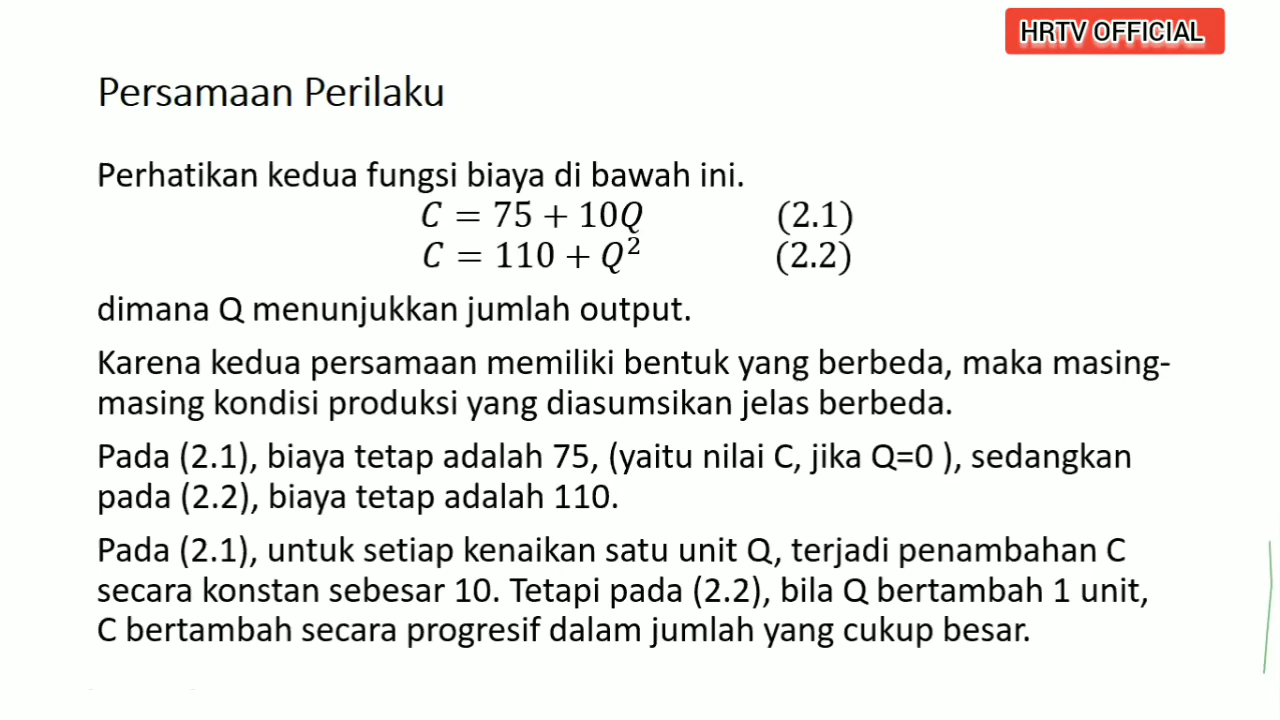 HRTV OFFICIAL
Persamaan Perilaku
Perhatikan kedua fungsi biaya di bawah ini.
C = 75 + 10Q (2.1)
C = 110 + Q² (2.2)
dimana Q menunjukkan jumlah output.
Karena kedua persamaan memiliki bentuk yang berbeda, maka masing-
masing kondisi produksi yang diasumsikan jelas berbeda.
Pada (2.1), biaya tetap adalah 75, (yaitu nilai C, jika Q=0 ), sedangkan
pada (2.2), biaya tetap adalah 110.
Pada (2.1), untuk setiap kenaikan satu unit Q, terjadi penambahan C
secara konstan sebesar 10. Tetapi pada (2.2), bila Q bertambah 1 unit,
C bertambah secara progresif dalam jumlah yang cukup besar.